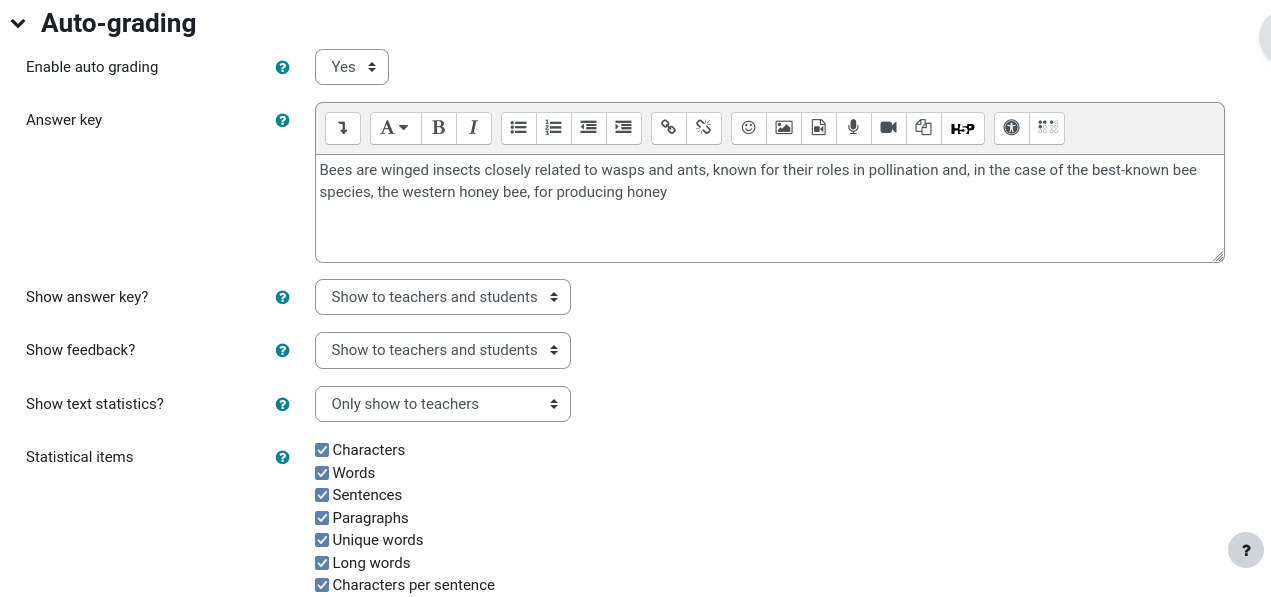 Auto-grading
Enable auto grading
Yes
Answer key
A B I
H5P
Bees are winged insects closely related to wasps and ants, known for their roles in pollination and, in the case of the best-known bee
species, the western honey bee, for producing honey
Show answer key?
Show to teachers and students
Show feedback?
Show to teachers and students
Show text statistics?
Only show to teachers
Statistical items
Characters
Words
Sentences
Paragraphs
Unique words
Long words
Characters per sentence
?